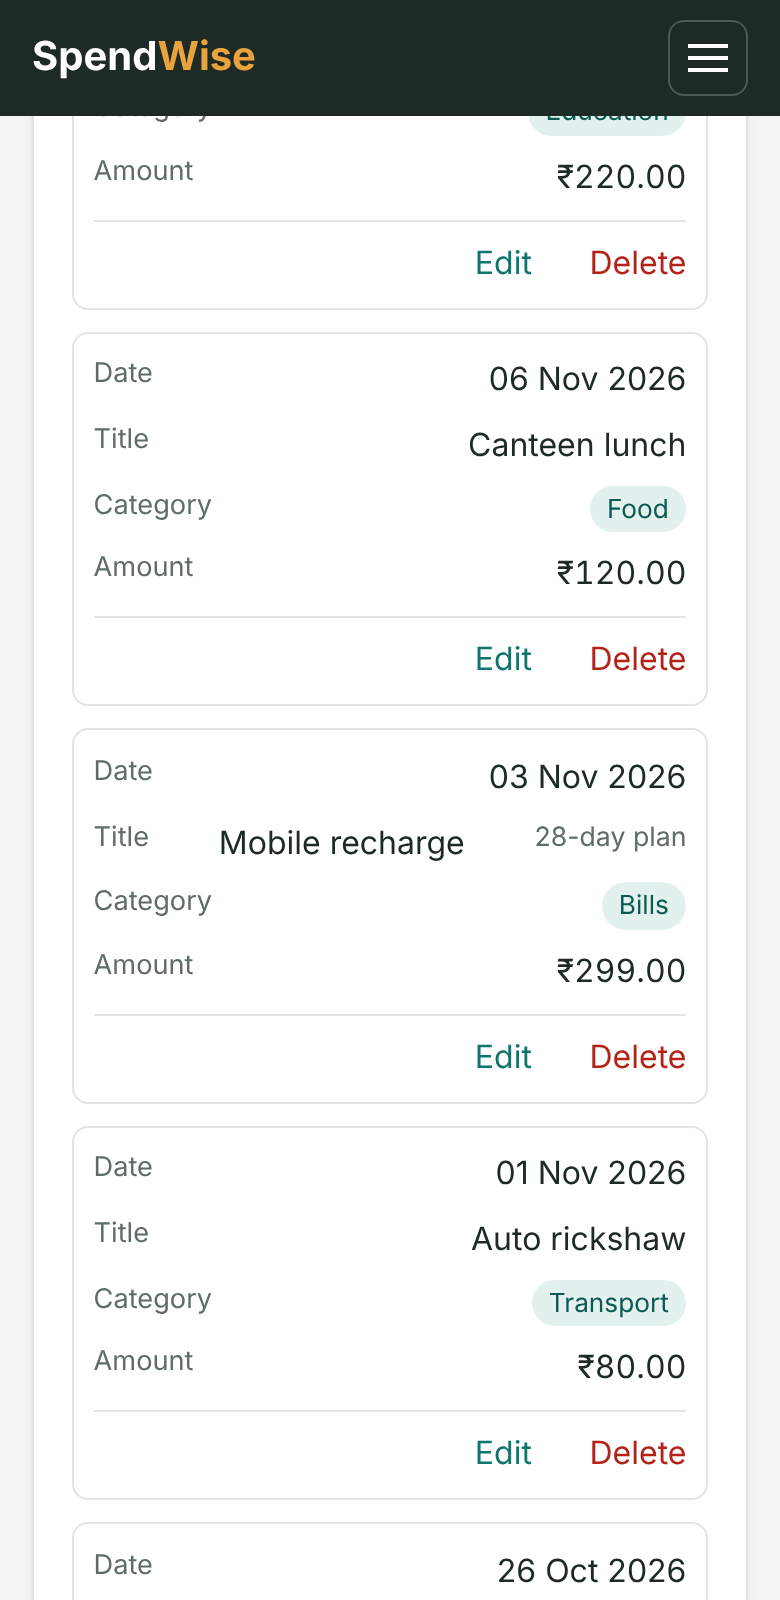 SpendWise
Category Education
Amount ₹220.00
Edit Delete
Date 06 Nov 2026
Title Canteen lunch
Category Food
Amount ₹120.00
Edit Delete
Date 03 Nov 2026
Title Mobile recharge 28-day plan
Category Bills
Amount ₹299.00
Edit Delete
Date 01 Nov 2026
Title Auto rickshaw
Category Transport
Amount ₹80.00
Edit Delete
Date 26 Oct 2026